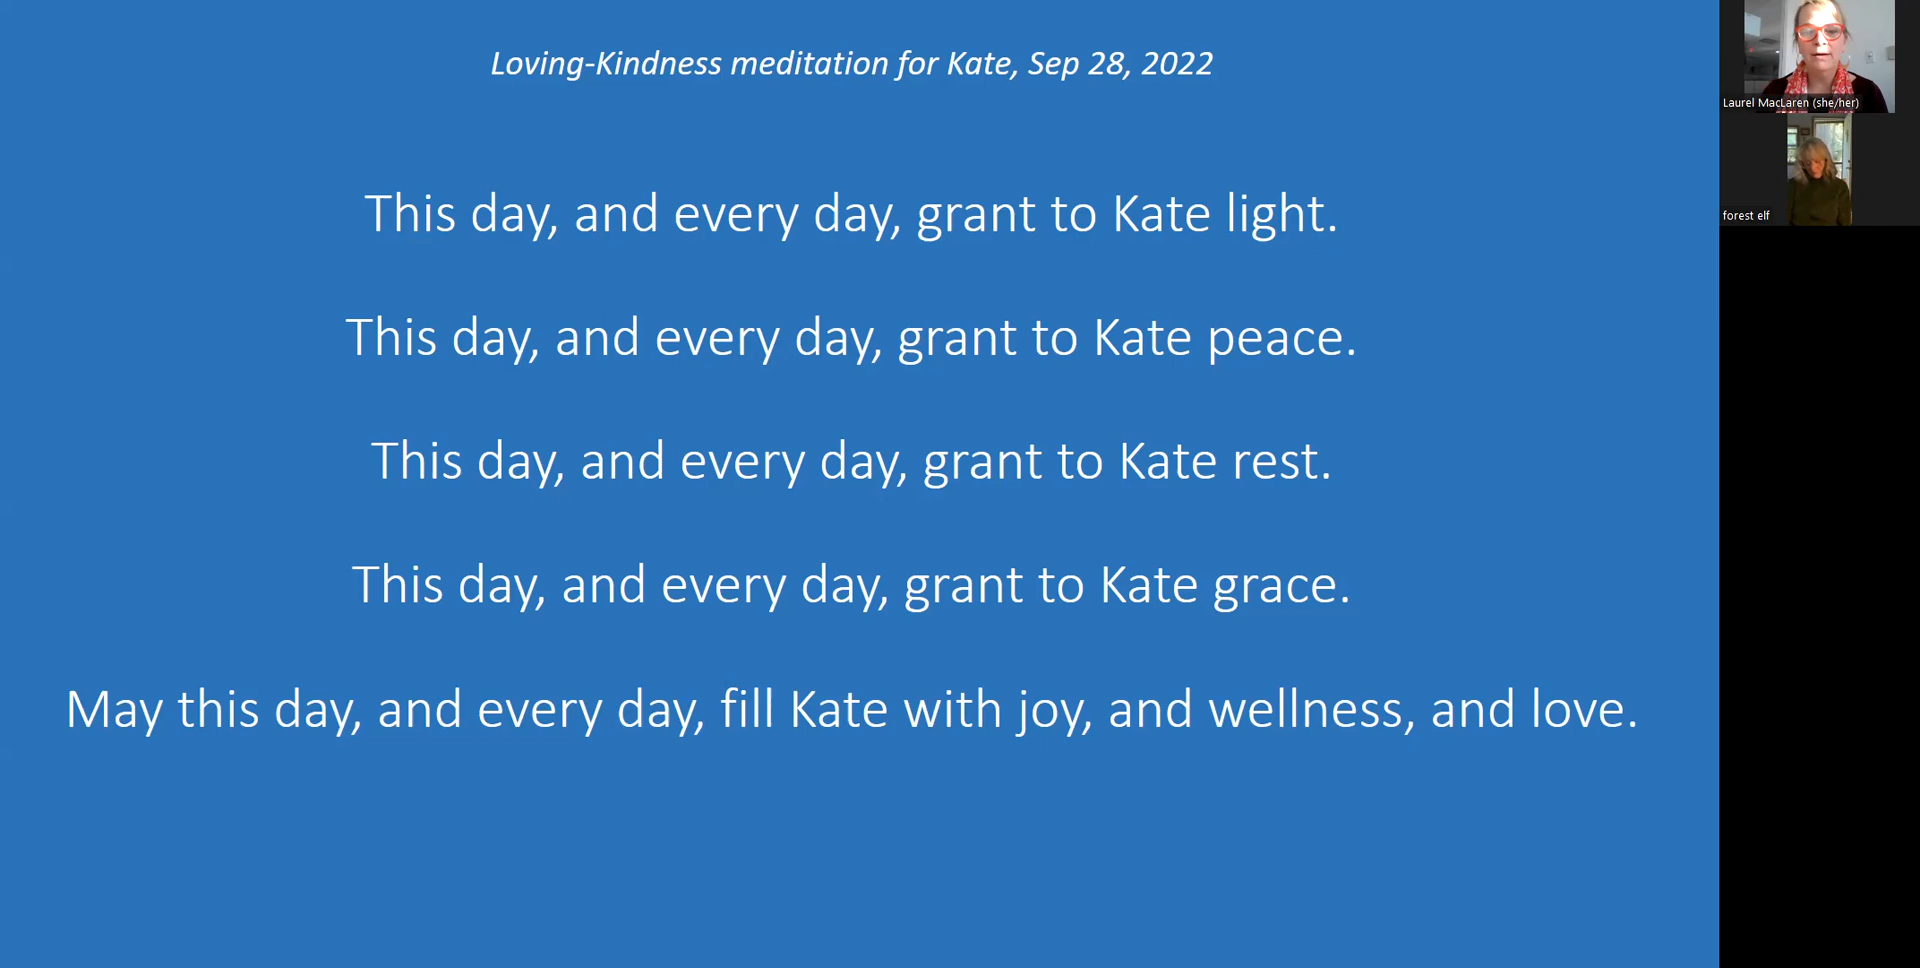 Loving-Kindness meditation for Kate, Sep 28, 2022
This day, and every day, grant to Kate light.
This day, and every day, grant to Kate peace.
This day, and every day, grant to Kate rest.
This day, and every day, grant to Kate grace.
May this day, and every day, fill Kate with joy, and wellness, and love.
Laurel MacLaren (she/her)
forest elf